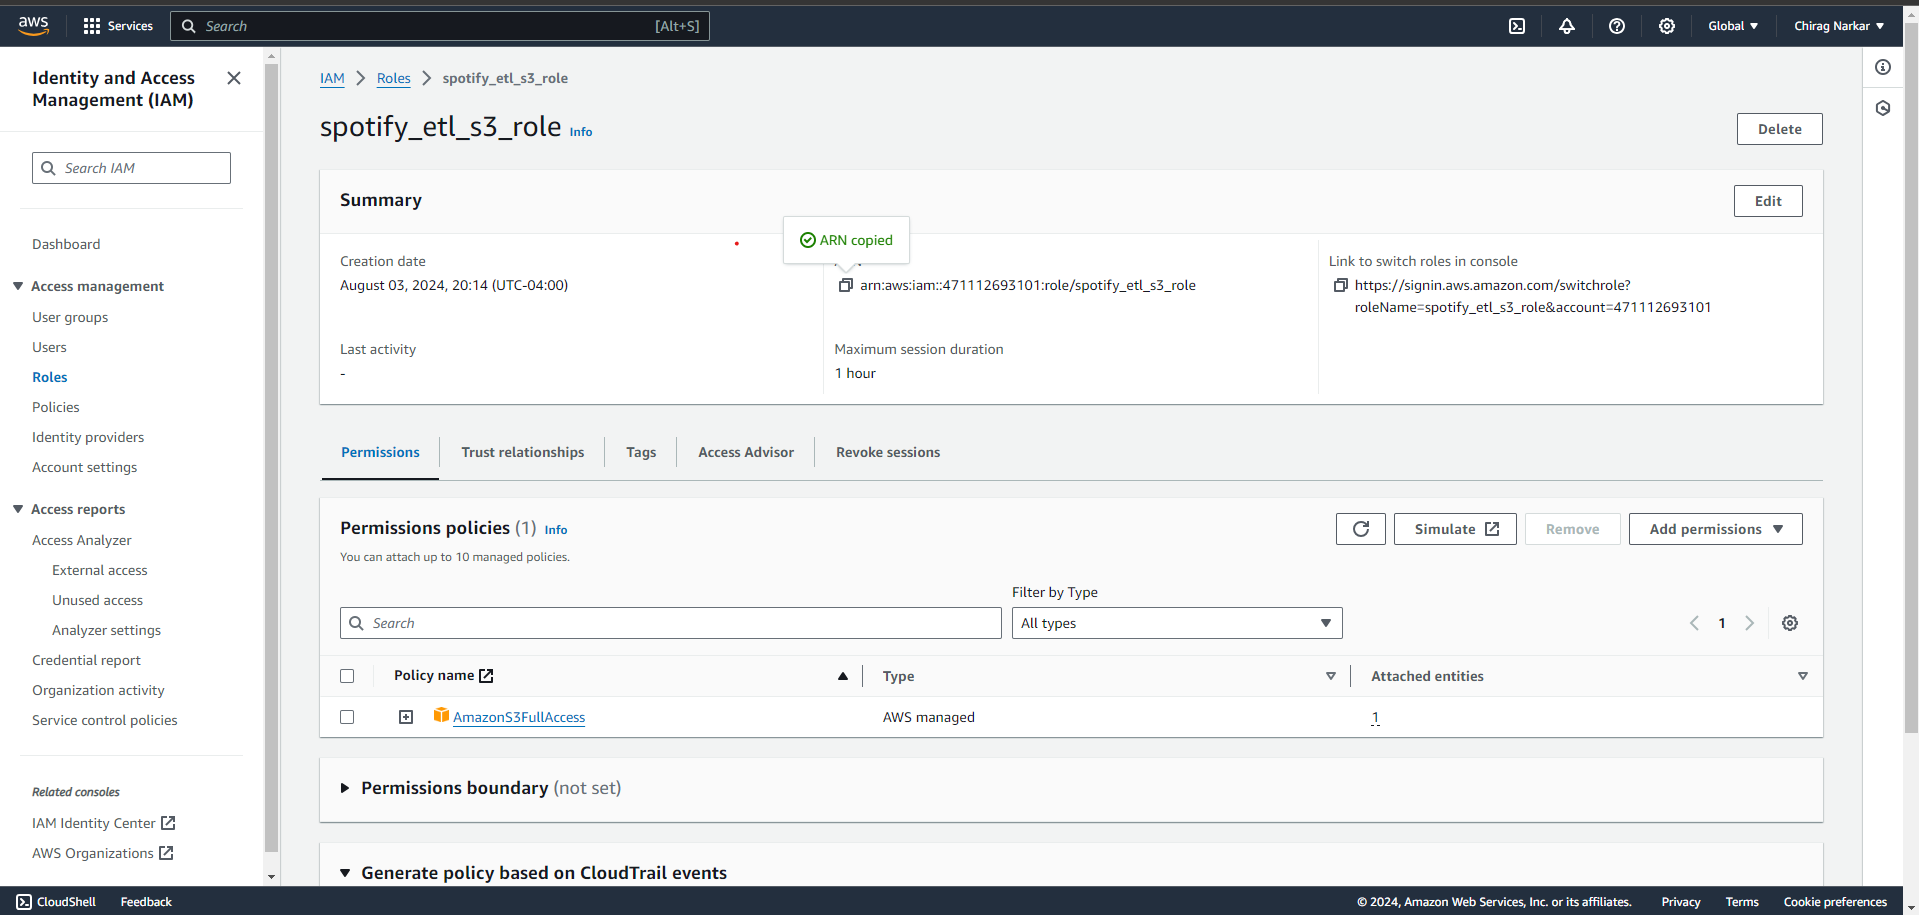 aws
Services
Search
[Alt+S]
Global
Chirag Narkar
Identity and Access
Management (IAM)
Search IAM
Dashboard
Access management
User groups
Users
Roles
Policies
Identity providers
Account settings
Access reports
Access Analyzer
External access
Unused access
Analyzer settings
Credential report
Organization activity
Service control policies
Related consoles
IAM Identity Center
AWS Organizations
IAM
Roles
spotify_etl_s3_role
spotify_etl_s3_role Info
Delete
Summary
Edit
ARN copied
Creation date
August 03, 2024, 20:14 (UTC-04:00)
arn:aws:iam::471112693101:role/spotify_etl_s3_role
Link to switch roles in console
https://signin.aws.amazon.com/switchrole?
roleName=spotify_etl_s3_role&account=471112693101
Last activity
-
Maximum session duration
1 hour
Permissions
Trust relationships
Tags
Access Advisor
Revoke sessions
Permissions policies (1) Info
You can attach up to 10 managed policies.
Simulate
Remove
Add permissions
Filter by Type
Search
All types
1
Policy name
Type
Attached entities
AmazonS3FullAccess
AWS managed
1
Permissions boundary (not set)
Generate policy based on CloudTrail events
CloudShell
Feedback
© 2024, Amazon Web Services, Inc. or its affiliates.
Privacy
Terms
Cookie preferences